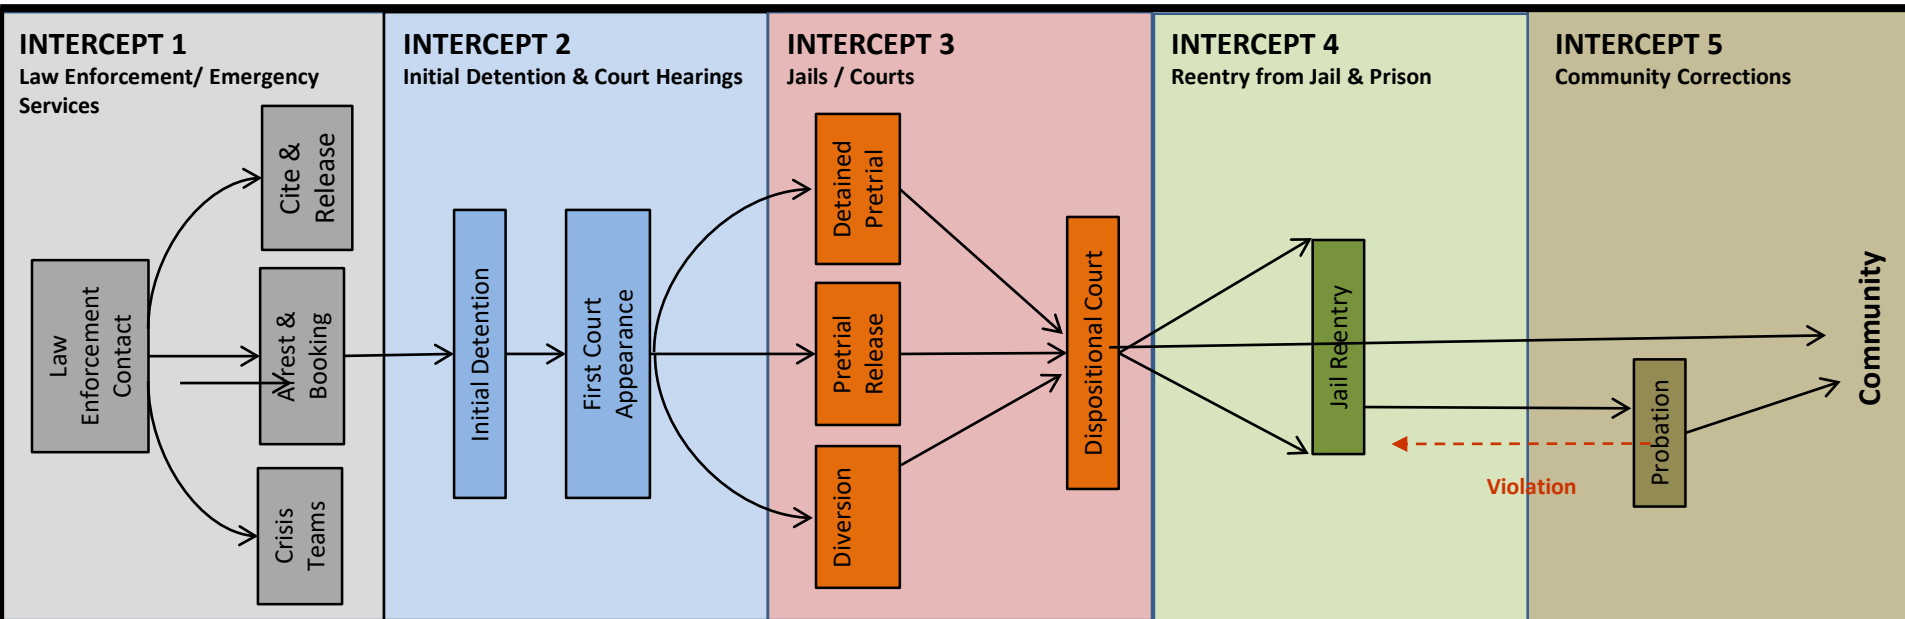 INTERCEPT 1
Law Enforcement/ Emergency
Services
INTERCEPT 2
Initial Detention & Court Hearings
INTERCEPT 3
Jails / Courts
INTERCEPT 4
Reentry from Jail & Prison
INTERCEPT 5
Community Corrections
Law
Enforcement
Contact
Cite &
Release
Arrest &
Booking
Crisis
Teams
Initial Detention
First Court
Appearance
Detained
Pretrial
Pretrial
Release
Diversion
Dispositional Court
Jail Reentry
Violation
Probation
Community